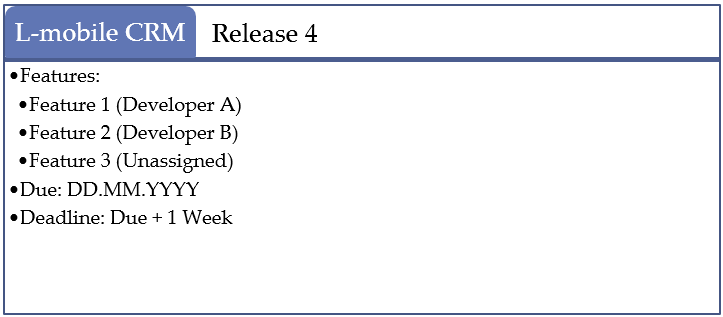 L-mobile CRM Release 4
•Features:
•Feature 1 (Developer A)
•Feature 2 (Developer B)
•Feature 3 (Unassigned)
•Due: DD.MM.YYYY
•Deadline: Due + 1 Week